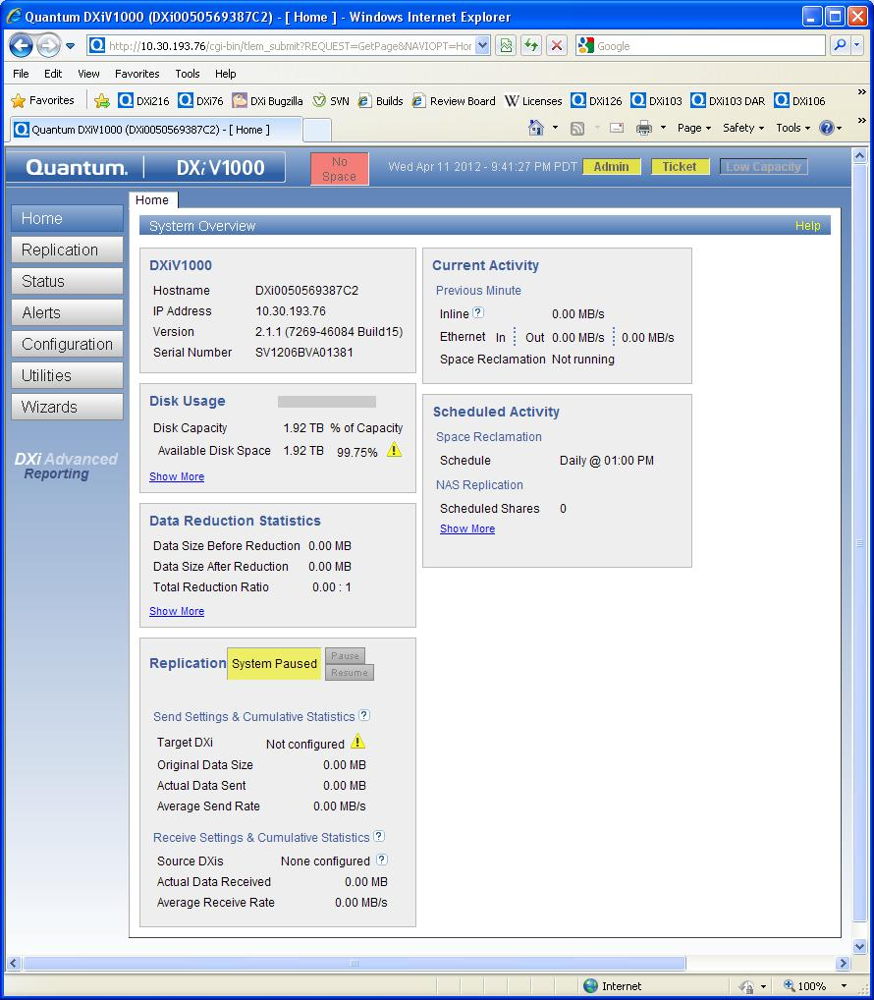 Quantum DXiV1000 (DXi0050569387C2) - [ Home ] - Windows Internet Explorer
http://10.30.193.76/cgi-bin/tlem_submit?REQUEST=GetPage&NAVIOPT=Hor
Google
File Edit View Favorites Tools Help
Favorites DXi216 DXi76 DXi Bugzilla SVN Builds Review Board Licenses DXi126 DXi103 DXi103 DAR DXi106 »
Quantum DXiV1000 (DXi0050569387C2) - [ Home ]
Page Safety Tools »
Quantum. DXiV1000
No Space
Wed Apr 11 2012 - 9:41:27 PM PDT Admin Ticket Low Capacity
Home
Replication
Status
Alerts
Configuration
Utilities
Wizards
DXi Advanced
Reporting
Home
System Overview Help
DXiV1000
Hostname DXi0050569387C2
IP Address 10.30.193.76
Version 2.1.1 (7269-46084 Build15)
Serial Number SV1206BVA01381
Disk Usage
Disk Capacity 1.92 TB % of Capacity
Available Disk Space 1.92 TB 99.75%
Show More
Data Reduction Statistics
Data Size Before Reduction 0.00 MB
Data Size After Reduction 0.00 MB
Total Reduction Ratio 0.00 : 1
Show More
Replication System Paused Pause
Resume
Send Settings & Cumulative Statistics ?
Target DXi Not configured
Original Data Size 0.00 MB
Actual Data Sent 0.00 MB
Average Send Rate 0.00 MB/s
Receive Settings & Cumulative Statistics ?
Source DXis None configured ?
Actual Data Received 0.00 MB
Average Receive Rate 0.00 MB/s
Current Activity
Previous Minute
Inline ? 0.00 MB/s
Ethernet In Out 0.00 MB/s 0.00 MB/s
Space Reclamation Not running
Scheduled Activity
Space Reclamation
Schedule Daily @ 01:00 PM
NAS Replication
Scheduled Shares 0
Show More
Internet 100%